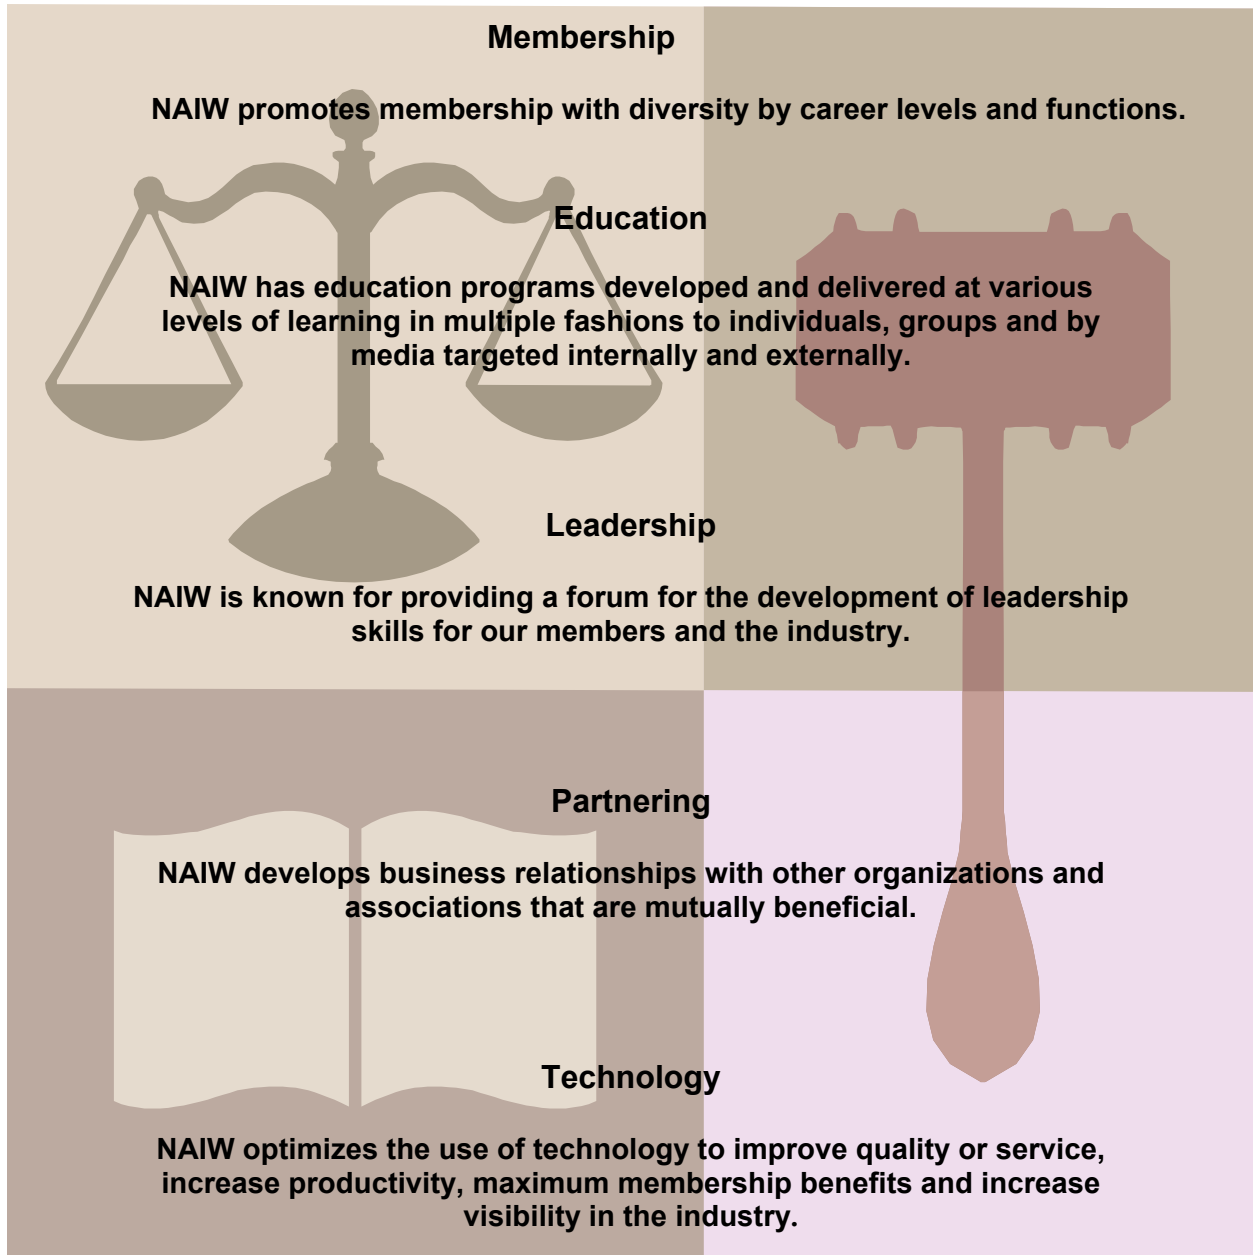 Membership
NAIW promotes membership with diversity by career levels and functions.
Education
NAIW has education programs developed and delivered at various
levels of learning in multiple fashions to individuals, groups and by
media targeted internally and externally.
Leadership
NAIW is known for providing a forum for the development of leadership
skills for our members and the industry.
Partnering
NAIW develops business relationships with other organizations and
associations that are mutually beneficial.
Technology
NAIW optimizes the use of technology to improve quality or service,
increase productivity, maximum membership benefits and increase
visibility in the industry.